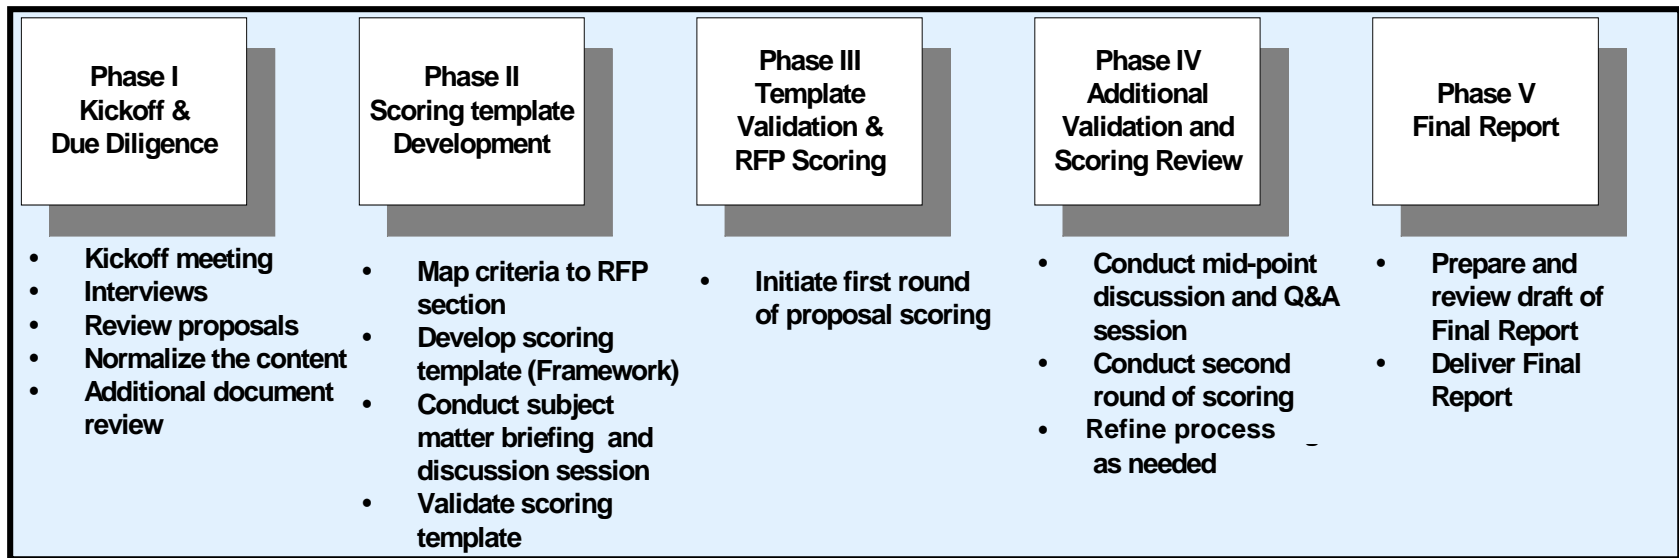 Phase I
Kickoff &
Due Diligence
• Kickoff meeting
• Interviews
• Review proposals
• Normalize the content
• Additional document
review
Phase II
Scoring template
Development
• Map criteria to RFP
section
• Develop scoring
template (Framework)
• Conduct subject
matter briefing and
discussion session
• Validate scoring
template
Phase III
Template
Validation &
RFP Scoring
• Initiate first round
of proposal scoring
Phase IV
Additional
Validation and
Scoring Review
• Conduct mid-point
discussion and Q&A
session
• Conduct second
round of scoring
• Refine process
as needed
Phase V
Final Report
• Prepare and
review draft of
Final Report
• Deliver Final
Report